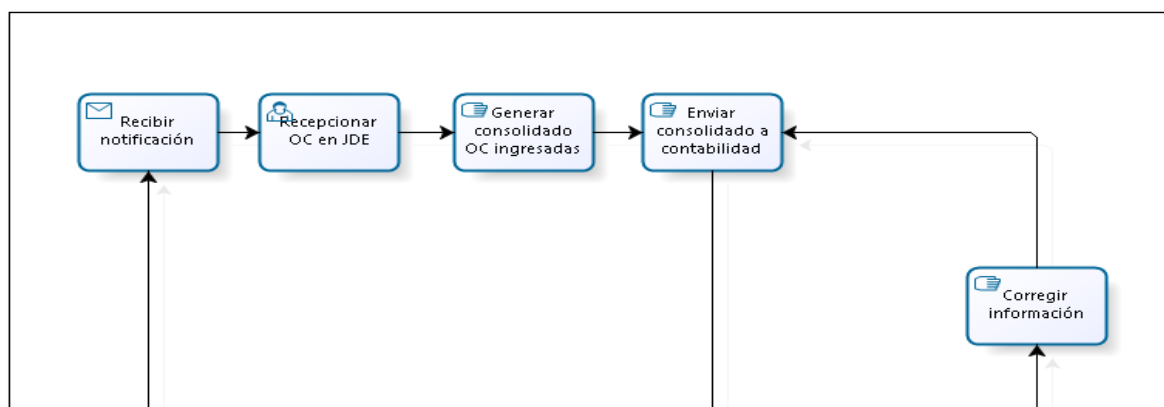 Recibir
notificación
Recepcionar
OC en JDE
Generar
consolidado
OC ingresadas
Enviar
consolidado a
contabilidad
Corregir
información